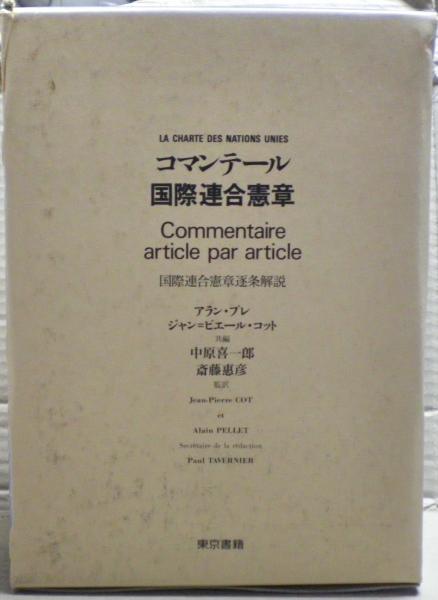 LA CHARTE DES NATIONS UNIES
コマンテール
国際連合憲章
Commentaire
article par article
国際連合憲章逐条解説
アラン・プレ
ジャン=ピエール・コット
共編
中原喜一郎
斎藤惠彦
監訳
Jean-Pierre COT
et
Alain PELLET
Secrétaire de la rédaction
Paul TAVERNIER
東京書籍